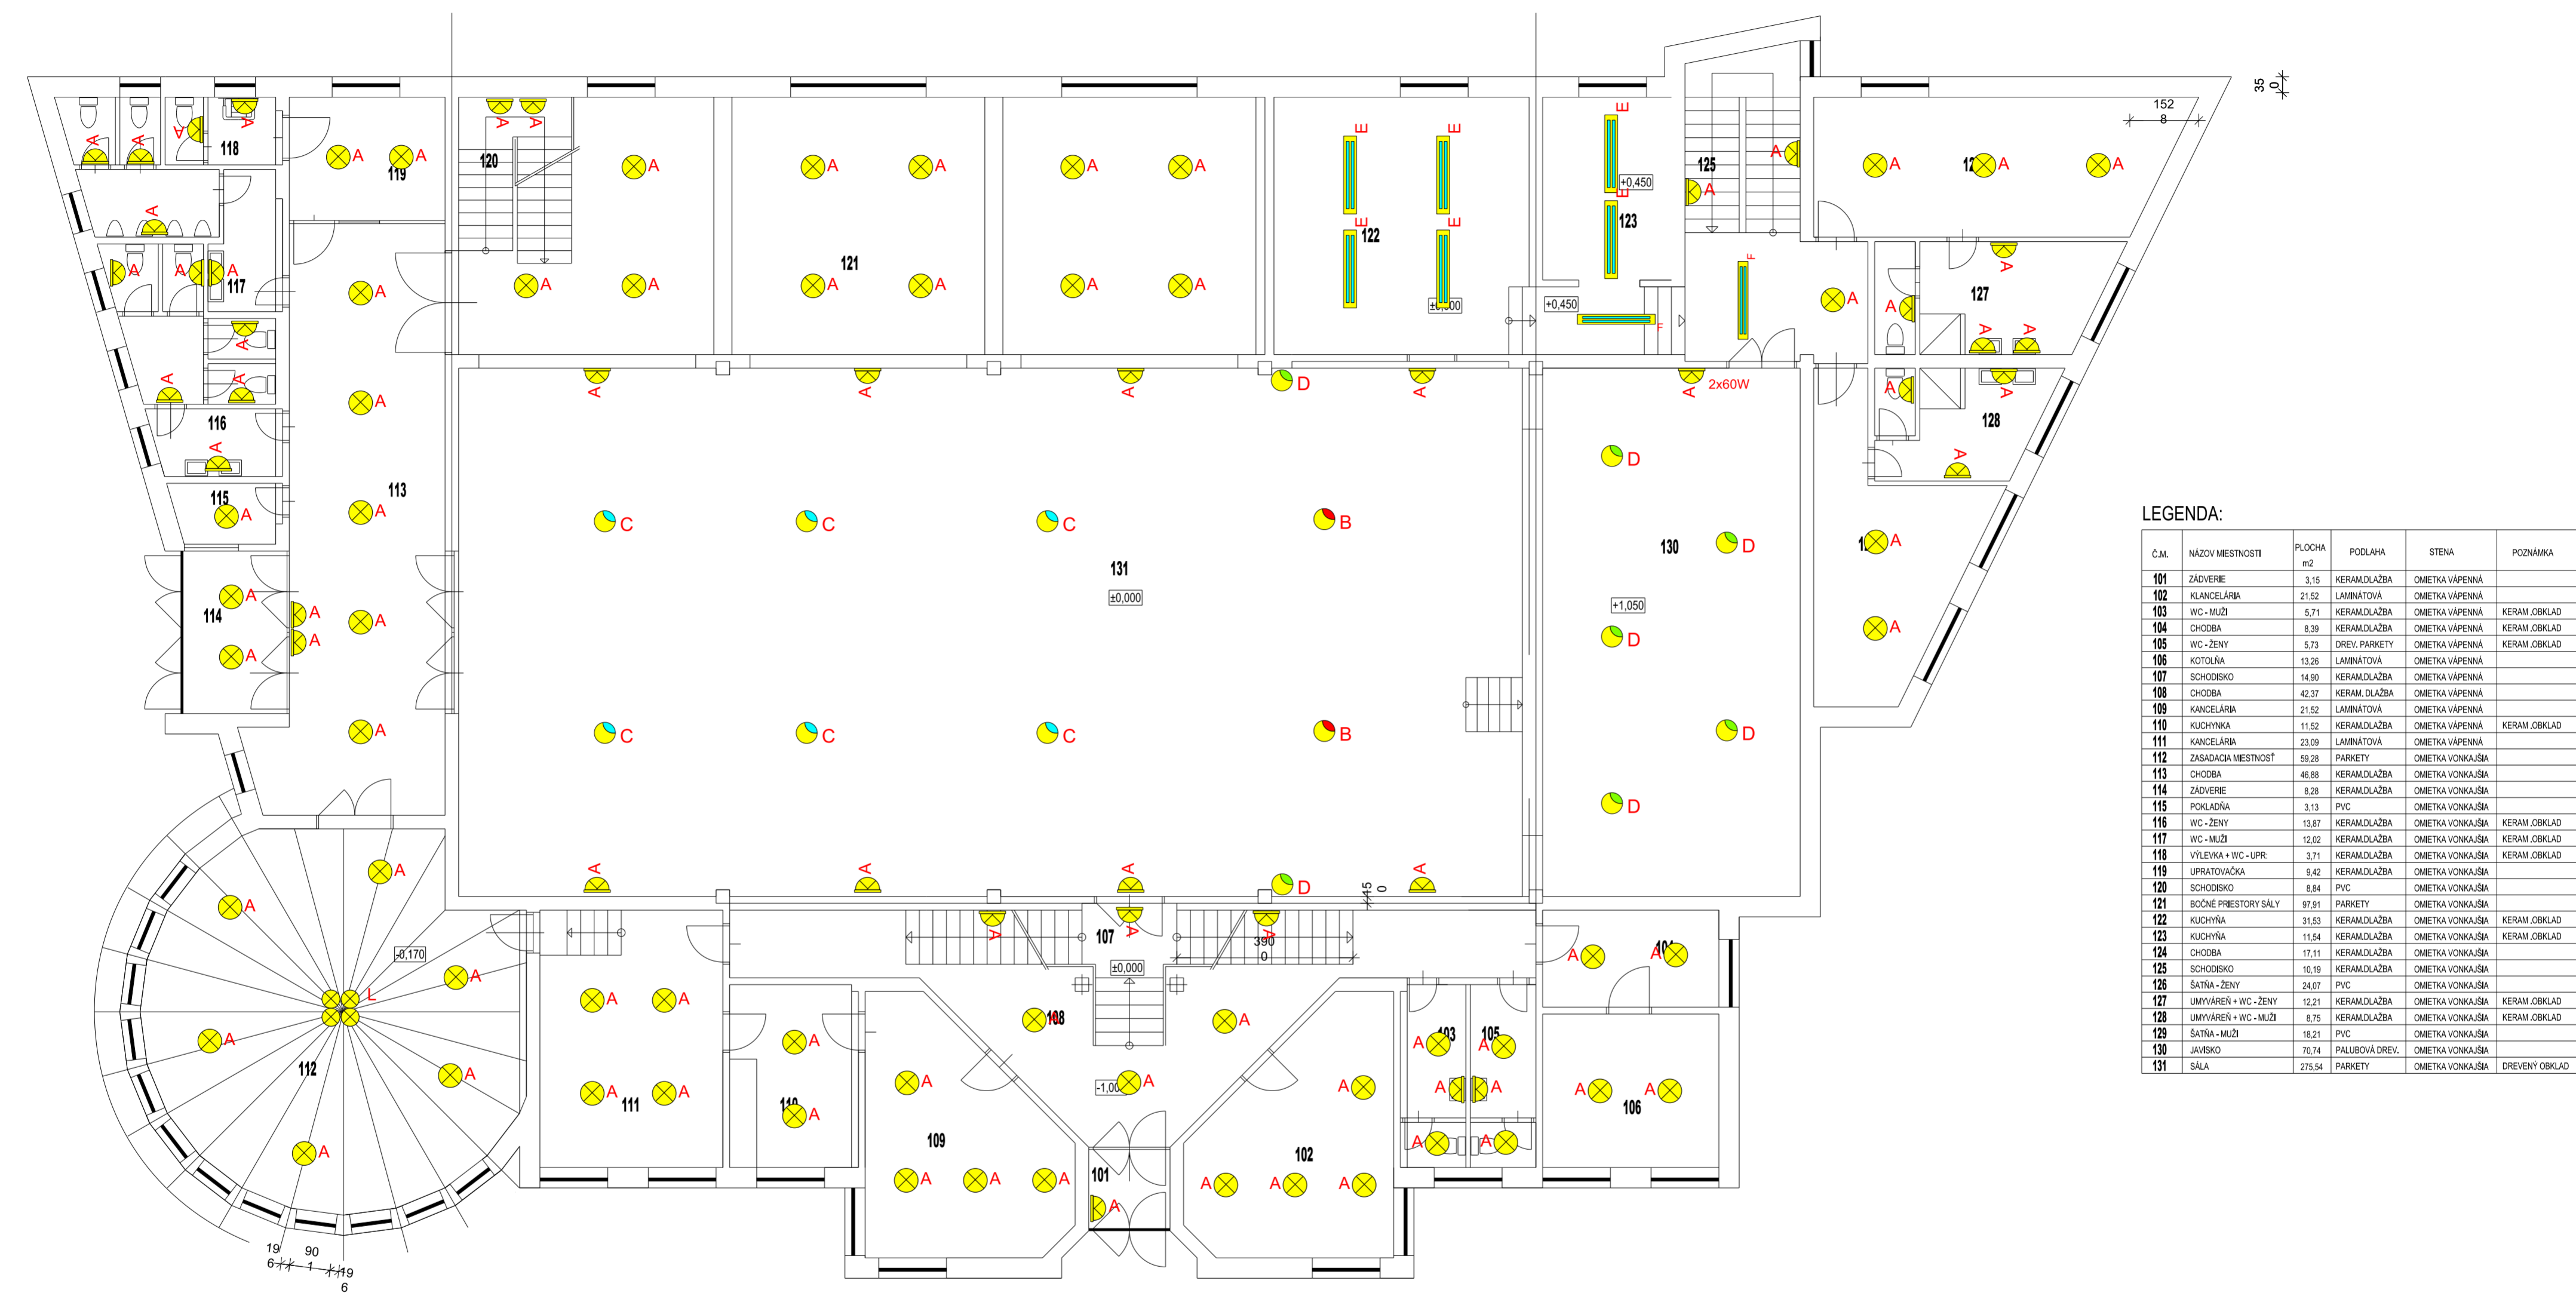 35
0
152
8
E E E
A A A A
118 A A 119
120 A A A A A A
125 A A
+0,450
A A A
E E E
122 123
A
A A A 117
121
A A A A A A
+0,450
F
F
A
A 127
A A A
A A A
116
A
A A A A D A A 2x60W
A A
128
A
115 A
113 A A A
C C C B
D D
130
131
±0,000
+1,050
A A
114 A A A A
D
A
C C C B D
A
D
A A A A D
15
0
A A
-0,170
A
L
A
112
A
A
107
A A A
390
0
±0,000
A A
A A
A 108 A
A A
111
A A
A
A
-1,00
A A
A A
109
A A A
101
A
102
A A A A
A A
A A
A A
A A
106
19
6
90
1
19
6
LEGENDA:
Č.M. NÁZOV MIESTNOSTI PLOCHA m2 PODLAHA STENA POZNÁMKA
101 ZÁDVERIE 3,15 KERAM.DLAŽBA OMIETKA VÁPENNÁ
102 KLANCELÁRIA 21,52 LAMINÁTOVÁ OMIETKA VÁPENNÁ
103 WC - MUŽI 5,71 KERAM.DLAŽBA OMIETKA VÁPENNÁ KERAM.OBKLAD
104 CHODBA 8,39 KERAM.DLAŽBA OMIETKA VÁPENNÁ KERAM.OBKLAD
105 WC - ŽENY 5,73 DREV. PARKETY OMIETKA VÁPENNÁ KERAM.OBKLAD
106 KOTOLŇA 13,26 LAMINÁTOVÁ OMIETKA VÁPENNÁ
107 SCHODISKO 14,90 KERAM.DLAŽBA OMIETKA VÁPENNÁ
108 CHODBA 42,37 KERAM. DLAŽBA OMIETKA VÁPENNÁ
109 KANCELÁRIA 21,52 LAMINÁTOVÁ OMIETKA VÁPENNÁ
110 KUCHYNKA 11,52 KERAM.DLAŽBA OMIETKA VÁPENNÁ KERAM.OBKLAD
111 KANCELÁRIA 23,09 LAMINÁTOVÁ OMIETKA VÁPENNÁ
112 ZASADACIA MIESTNOSŤ 59,28 PARKETY OMIETKA VONKAJŠIA
113 CHODBA 46,88 KERAM.DLAŽBA OMIETKA VONKAJŠIA
114 ZÁDVERIE 8,28 KERAM.DLAŽBA OMIETKA VONKAJŠIA
115 POKLADŇA 3,13 PVC OMIETKA VONKAJŠIA
116 WC - ŽENY 13,87 KERAM.DLAŽBA OMIETKA VONKAJŠIA KERAM.OBKLAD
117 WC - MUŽI 12,02 KERAM.DLAŽBA OMIETKA VONKAJŠIA KERAM.OBKLAD
118 VÝLEVKA + WC - UPR: 3,71 KERAM.DLAŽBA OMIETKA VONKAJŠIA KERAM.OBKLAD
119 UPRATOVAČKA 9,42 KERAM.DLAŽBA OMIETKA VONKAJŠIA
120 SCHODISKO 8,84 PVC OMIETKA VONKAJŠIA
121 BOČNÉ PRIESTORY SÁLY 97,91 PARKETY OMIETKA VONKAJŠIA
122 KUCHYŇA 31,53 KERAM.DLAŽBA OMIETKA VONKAJŠIA KERAM.OBKLAD
123 KUCHYŇA 11,54 KERAM.DLAŽBA OMIETKA VONKAJŠIA KERAM.OBKLAD
124 CHODBA 17,11 KERAM.DLAŽBA OMIETKA VONKAJŠIA
125 SCHODISKO 10,19 KERAM.DLAŽBA OMIETKA VONKAJŠIA
126 ŠATŇA - ŽENY 24,07 PVC OMIETKA VONKAJŠIA
127 UMYVÁREŇ + WC - ŽENY 12,21 KERAM.DLAŽBA OMIETKA VONKAJŠIA KERAM.OBKLAD
128 UMYVÁREŇ + WC - MUŽI 8,75 KERAM.DLAŽBA OMIETKA VONKAJŠIA KERAM.OBKLAD
129 ŠATŇA - MUŽI 18,21 PVC OMIETKA VONKAJŠIA
130 JAVISKO 70,74 PALUBOVÁ DREV. OMIETKA VONKAJŠIA
131 SÁLA 275,54 PARKETY OMIETKA VONKAJŠIA DREVENÝ OBKLAD